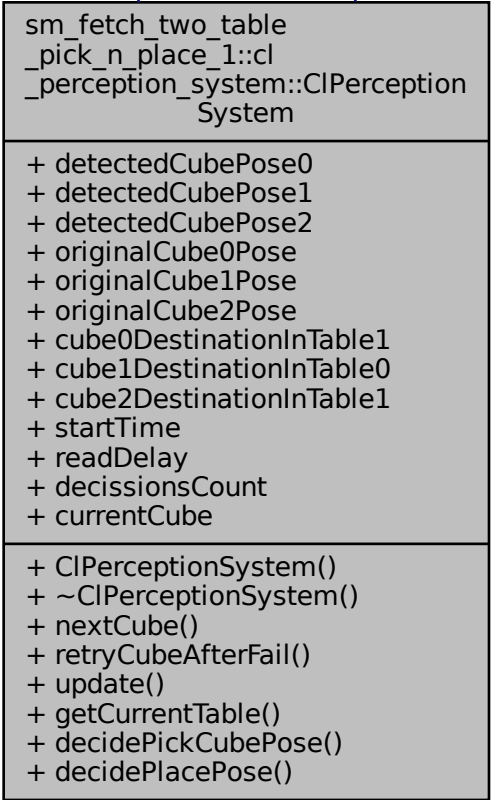 sm_fetch_two_table
_pick_n_place_1::cl
_perception_system::ClPerception
System
+ detectedCubePose0
+ detectedCubePose1
+ detectedCubePose2
+ originalCube0Pose
+ originalCube1Pose
+ originalCube2Pose
+ cube0DestinationInTable1
+ cube1DestinationInTable0
+ cube2DestinationInTable1
+ startTime
+ readDelay
+ decissionsCount
+ currentCube
+ ClPerceptionSystem()
+ ~ClPerceptionSystem()
+ nextCube()
+ retryCubeAfterFail()
+ update()
+ getCurrentTable()
+ decidePickCubePose()
+ decidePlacePose()